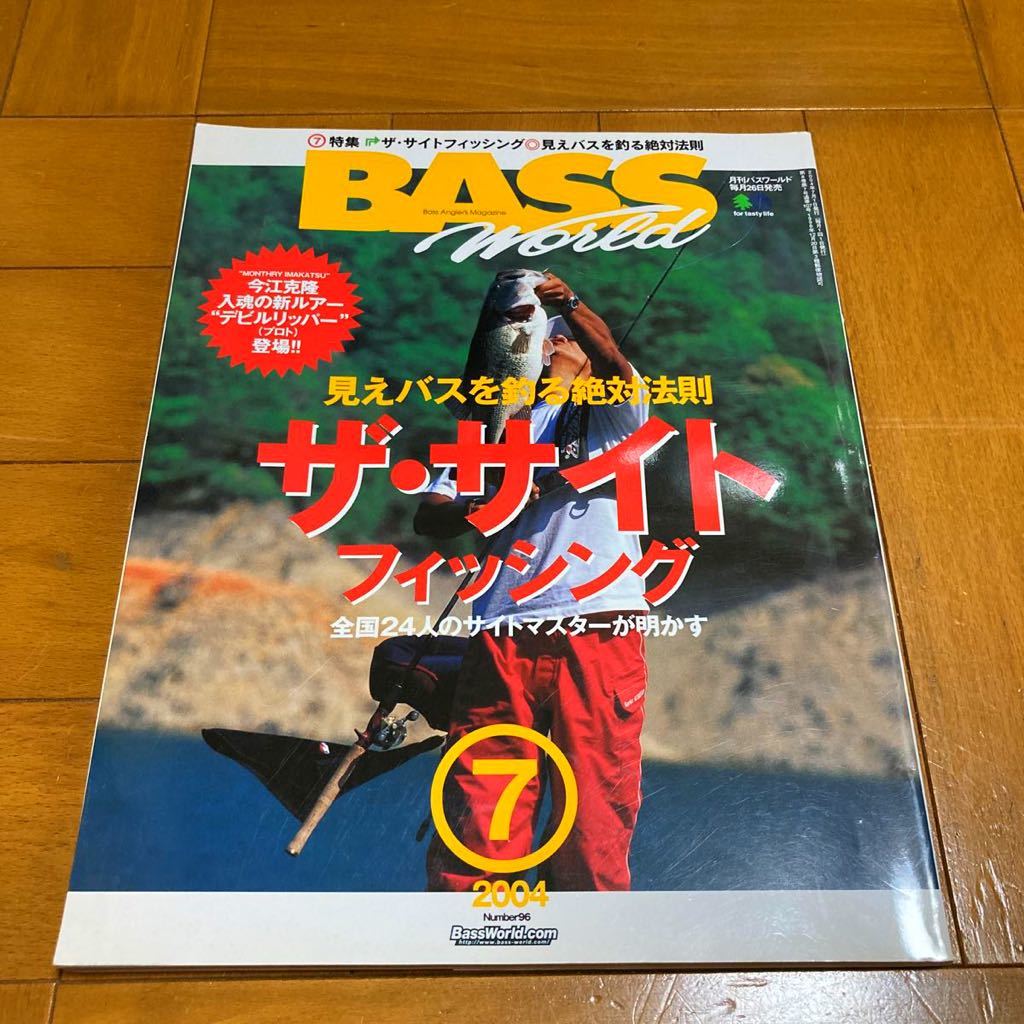 ⑦特集 ザ・サイトフィッシング◎見えバスを釣る絶対法則
BASS
World
Bass Angler's Magazine
月刊バスワールド
毎月26日発売
for tasty life
"MONTHRY IMAKATSU"
今江克隆
入魂の新ルアー
"デビルリッパー"
(プロト)
登場!!
見えバスを釣る絶対法則
ザ・サイト
フィッシング
全国24人のサイトマスターが明かす
7
2004
Number96
BassWorld.com
http://www.bass-world.com/